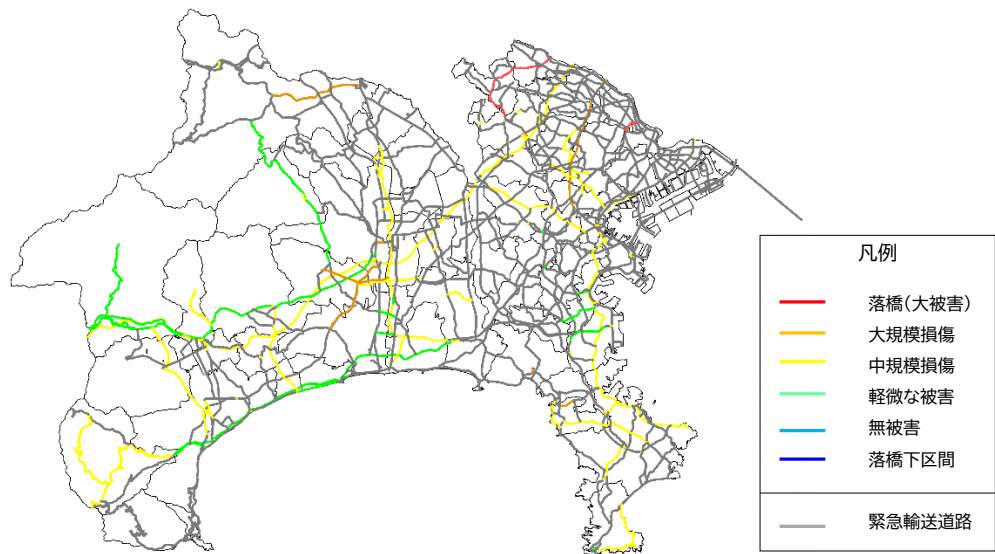 凡例
落橋(大被害)
大規模損傷
中規模損傷
軽微な被害
無被害
落橋下区間
緊急輸送道路